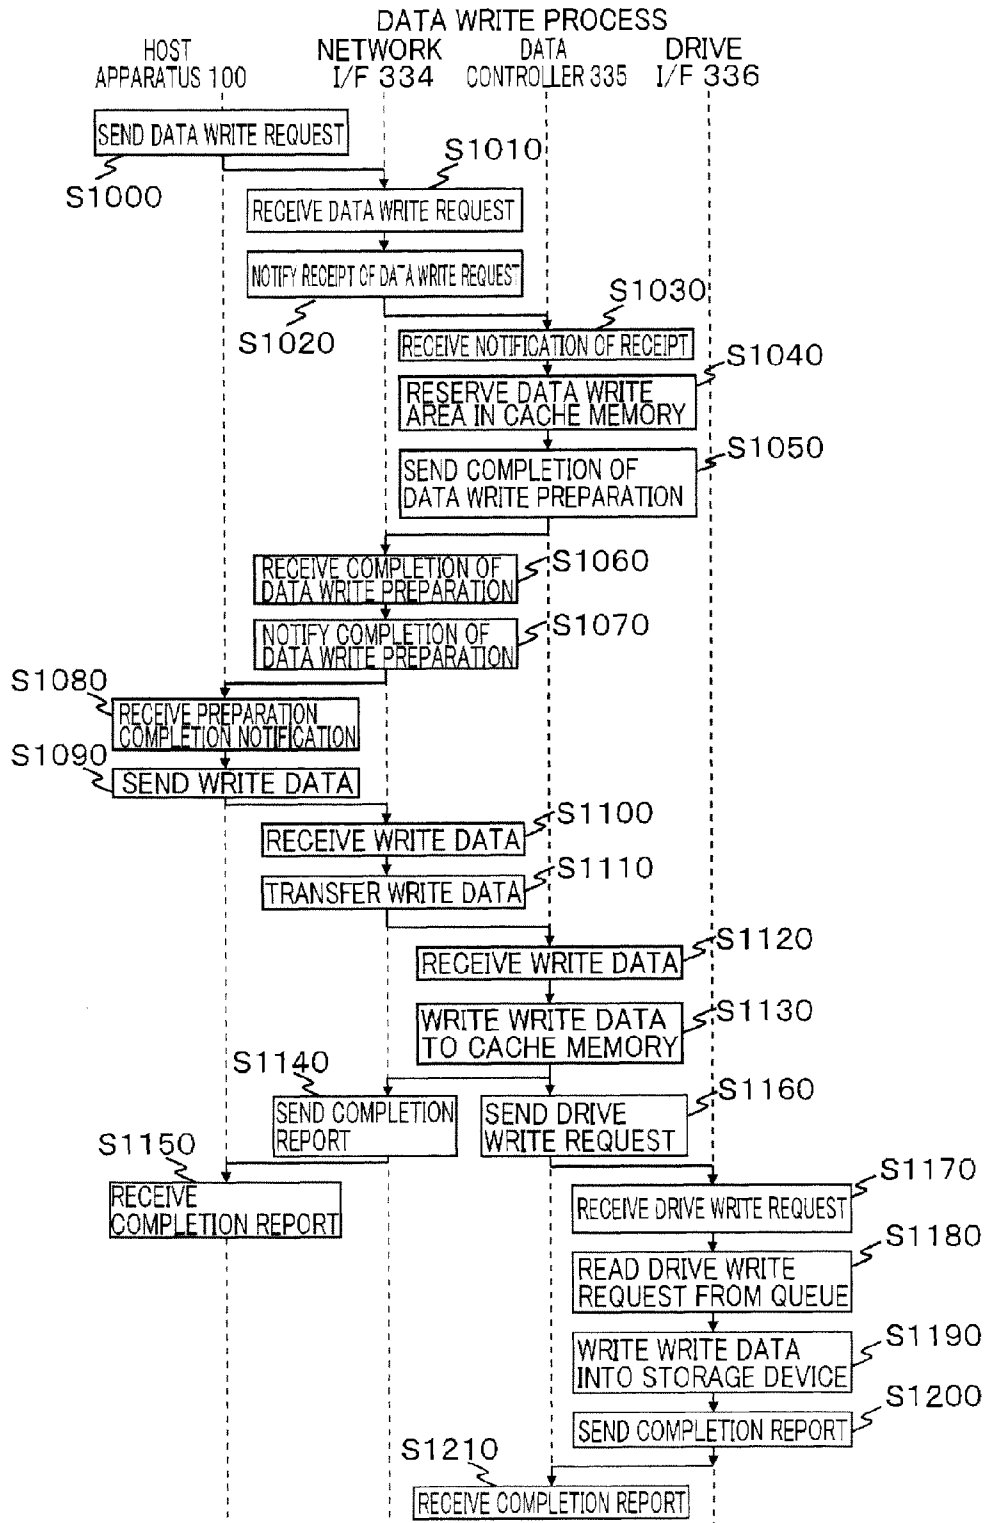 DATA WRITE PROCESS
HOST
APPARATUS 100
NETWORK
I/F 334
DATA
CONTROLLER 335
DRIVE
I/F 336
SEND DATA WRITE REQUEST
S1000
S1010
RECEIVE DATA WRITE REQUEST
NOTIFY RECEIPT OF DATA WRITE REQUEST
S1020
S1030
RECEIVE NOTIFICATION OF RECEIPT
S1040
RESERVE DATA WRITE
AREA IN CACHE MEMORY
S1050
SEND COMPLETION OF
DATA WRITE PREPARATION
S1060
RECEIVE COMPLETION OF
DATA WRITE PREPARATION
S1070
NOTIFY COMPLETION OF
DATA WRITE PREPARATION
S1080
RECEIVE PREPARATION
COMPLETION NOTIFICATION
S1090
SEND WRITE DATA
S1100
RECEIVE WRITE DATA
S1110
TRANSFER WRITE DATA
S1120
RECEIVE WRITE DATA
S1130
WRITE WRITE DATA
TO CACHE MEMORY
S1140
SEND COMPLETION
REPORT
S1160
SEND DRIVE
WRITE REQUEST
S1150
RECEIVE
COMPLETION REPORT
S1170
RECEIVE DRIVE WRITE REQUEST
S1180
READ DRIVE WRITE
REQUEST FROM QUEUE
S1190
WRITE WRITE DATA
INTO STORAGE DEVICE
S1200
SEND COMPLETION REPORT
S1210
RECEIVE COMPLETION REPORT